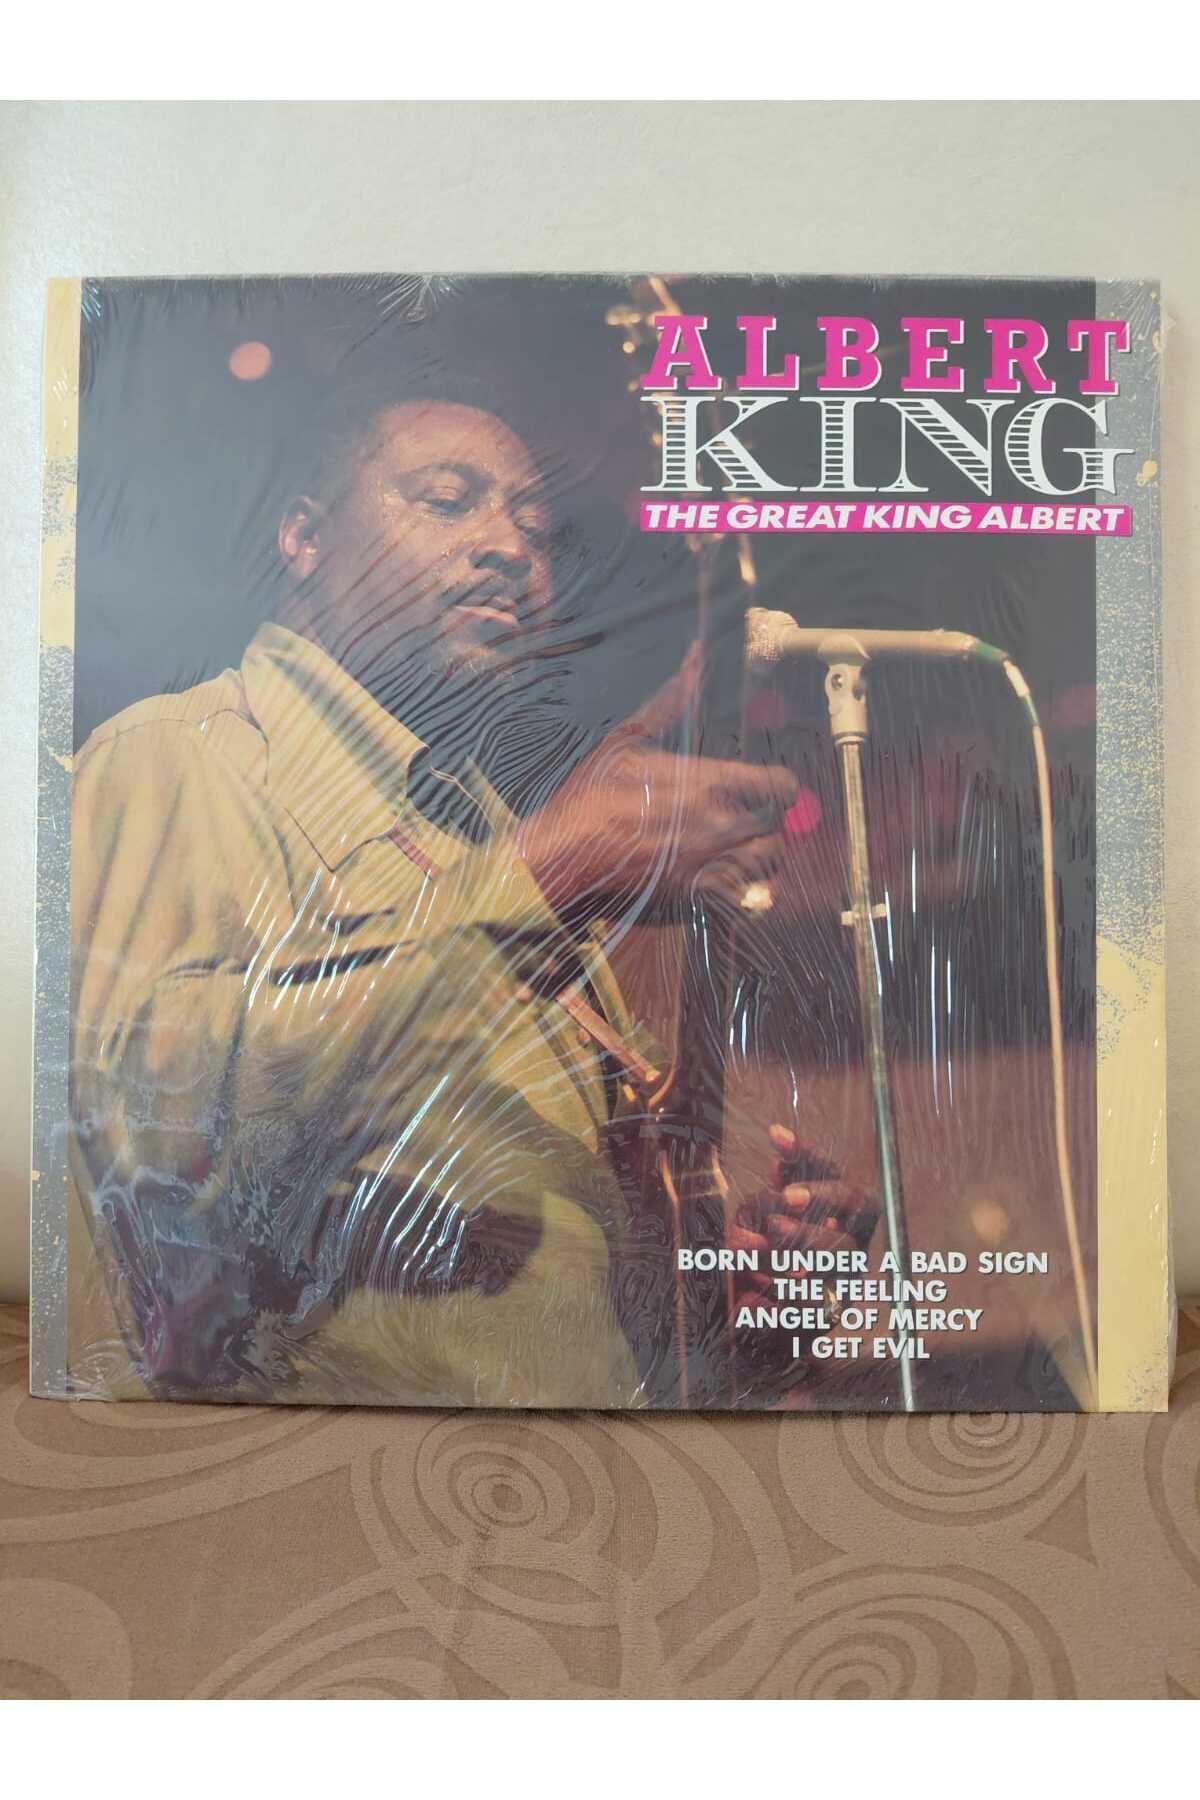 ALBERT
KING
THE GREAT KING ALBERT
BORN UNDER A BAD SIGN
THE FEELING
ANGEL OF MERCY
I GET EVIL